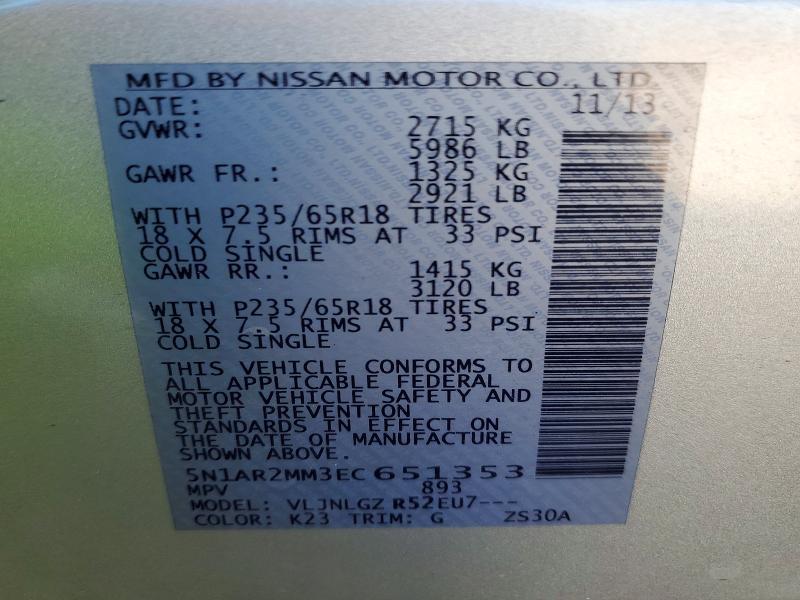 MFD BY NISSAN MOTOR CO., LTD.
DATE: 11/13
GVWR: 2715 KG
5986 LB
GAWR FR.: 1325 KG
2921 LB
WITH P235/65R18 TIRES
18 X 7.5 RIMS AT 33 PSI
COLD SINGLE
GAWR RR.: 1415 KG
3120 LB
WITH P235/65R18 TIRES
18 X 7.5 RIMS AT 33 PSI
COLD SINGLE
THIS VEHICLE CONFORMS TO
ALL APPLICABLE FEDERAL
MOTOR VEHICLE SAFETY AND
THEFT PREVENTION
STANDARDS IN EFFECT ON
THE DATE OF MANUFACTURE
SHOWN ABOVE.
5N1AR2MM3EC651353
MPV 893
MODEL: VLJNLGZ R52EU7---
COLOR: K23 TRIM: G ZS30A